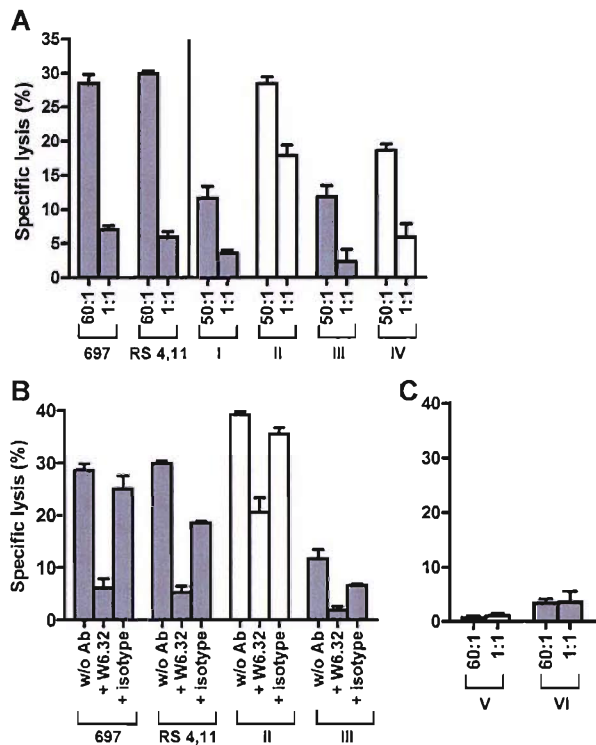 A
Specific lysis (%)
35
30
25
20
15
10
5
0
60:1 1:1 60:1 1:1 50:1 1:1 50:1 1:1 50:1 1:1 50:1 1:1
697 RS 4,11 I II III IV
B
Specific lysis (%)
40
30
20
10
0
w/o Ab + W6.32 + isotype w/o Ab + W6.32 + isotype w/o Ab + W6.32 + isotype w/o Ab + W6.32 + isotype
697 RS 4,11 II III
C
40
30
20
10
0
60:1 1:1 60:1 1:1
V VI